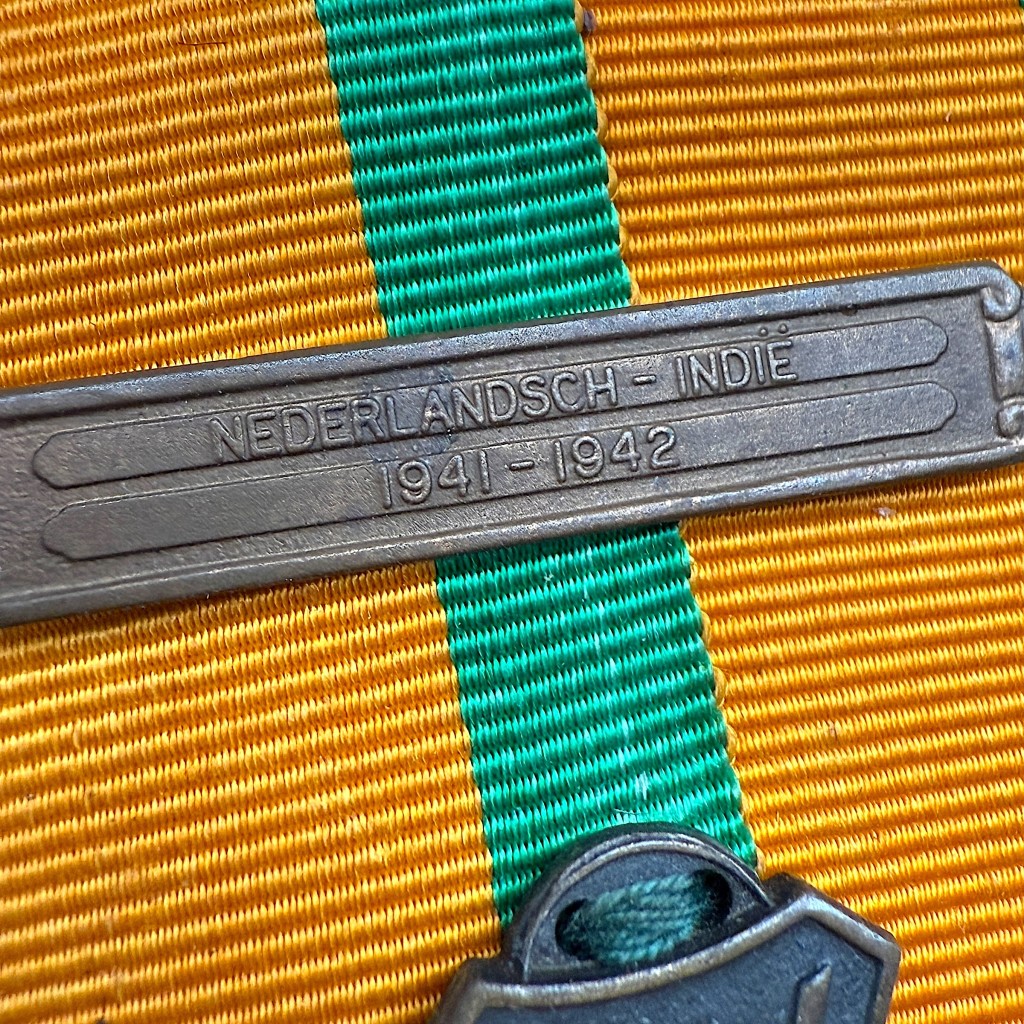 NEDERLANDSCH - INDIË
1941 - 1942